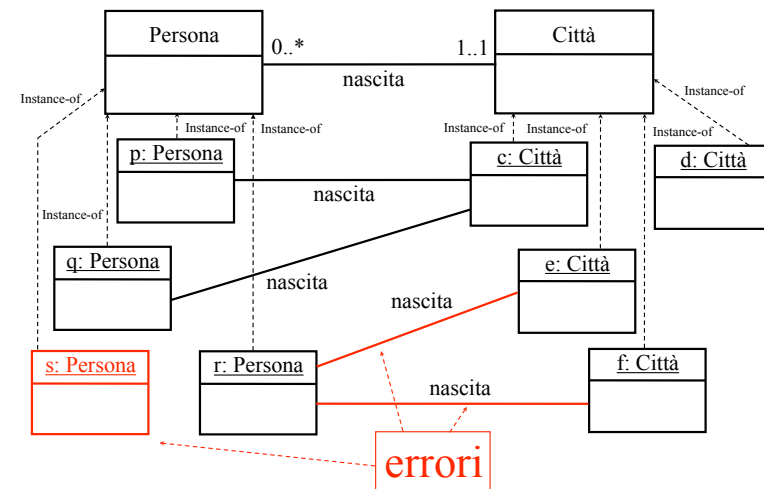 Persona
Città
0..*
1..1
nascita
Instance-of
Instance-of
Instance-of
Instance-of
Instance-of
Instance-of
Instance-of
p: Persona
c: Città
d: Città
nascita
Instance-of
q: Persona
e: Città
nascita
nascita
s: Persona
r: Persona
f: Città
nascita
errori